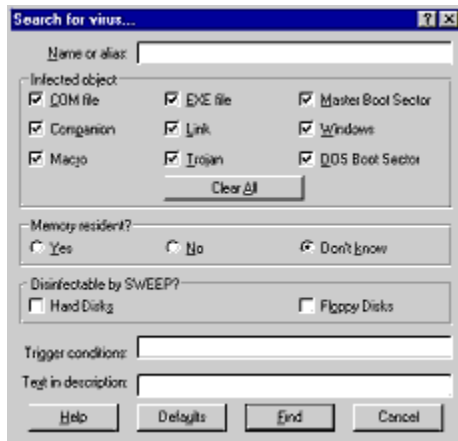 Search for virus...
Name or alias:
Infected object
COM file EXE file Master Boot Sector
Companion Link Windows
Macro Trojan DOS Boot Sector
Clear All
Memory resident?
Yes No Don't know
Disinfectable by SWEEP?
Hard Disks Floppy Disks
Trigger conditions:
Text in description:
Help Defaults Find Cancel